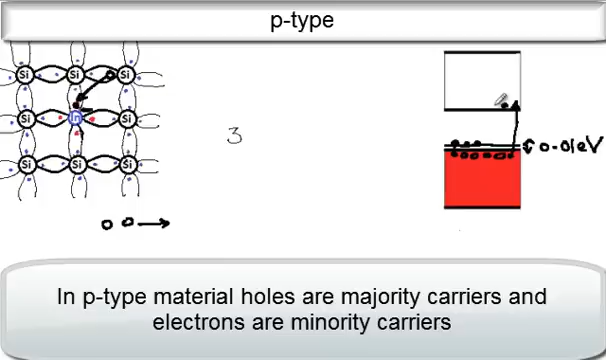 p-type
Si Si Si
Si In Si
Si Si Si
3
0.01eV
In p-type material holes are majority carriers and
electrons are minority carriers